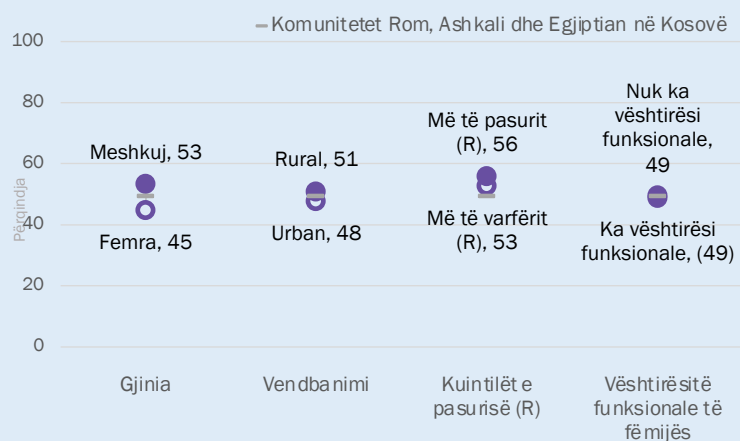 Komunitetet Rom, Ashkali dhe Egjiptian në Kosovë
100
80
60
40
20
0
Përqindja
Meshkuj, 53
Femra, 45
Rural, 51
Urban, 48
Më të pasurit
(R), 56
Më të varfërit
(R), 53
Nuk ka
vështirësi
funksionale,
49
Ka vështirësi
funksionale, (49)
Gjinia
Vendbanimi
Kuintilët e
pasurisë (R)
Vështirësitë
funksionale të
fëmijës